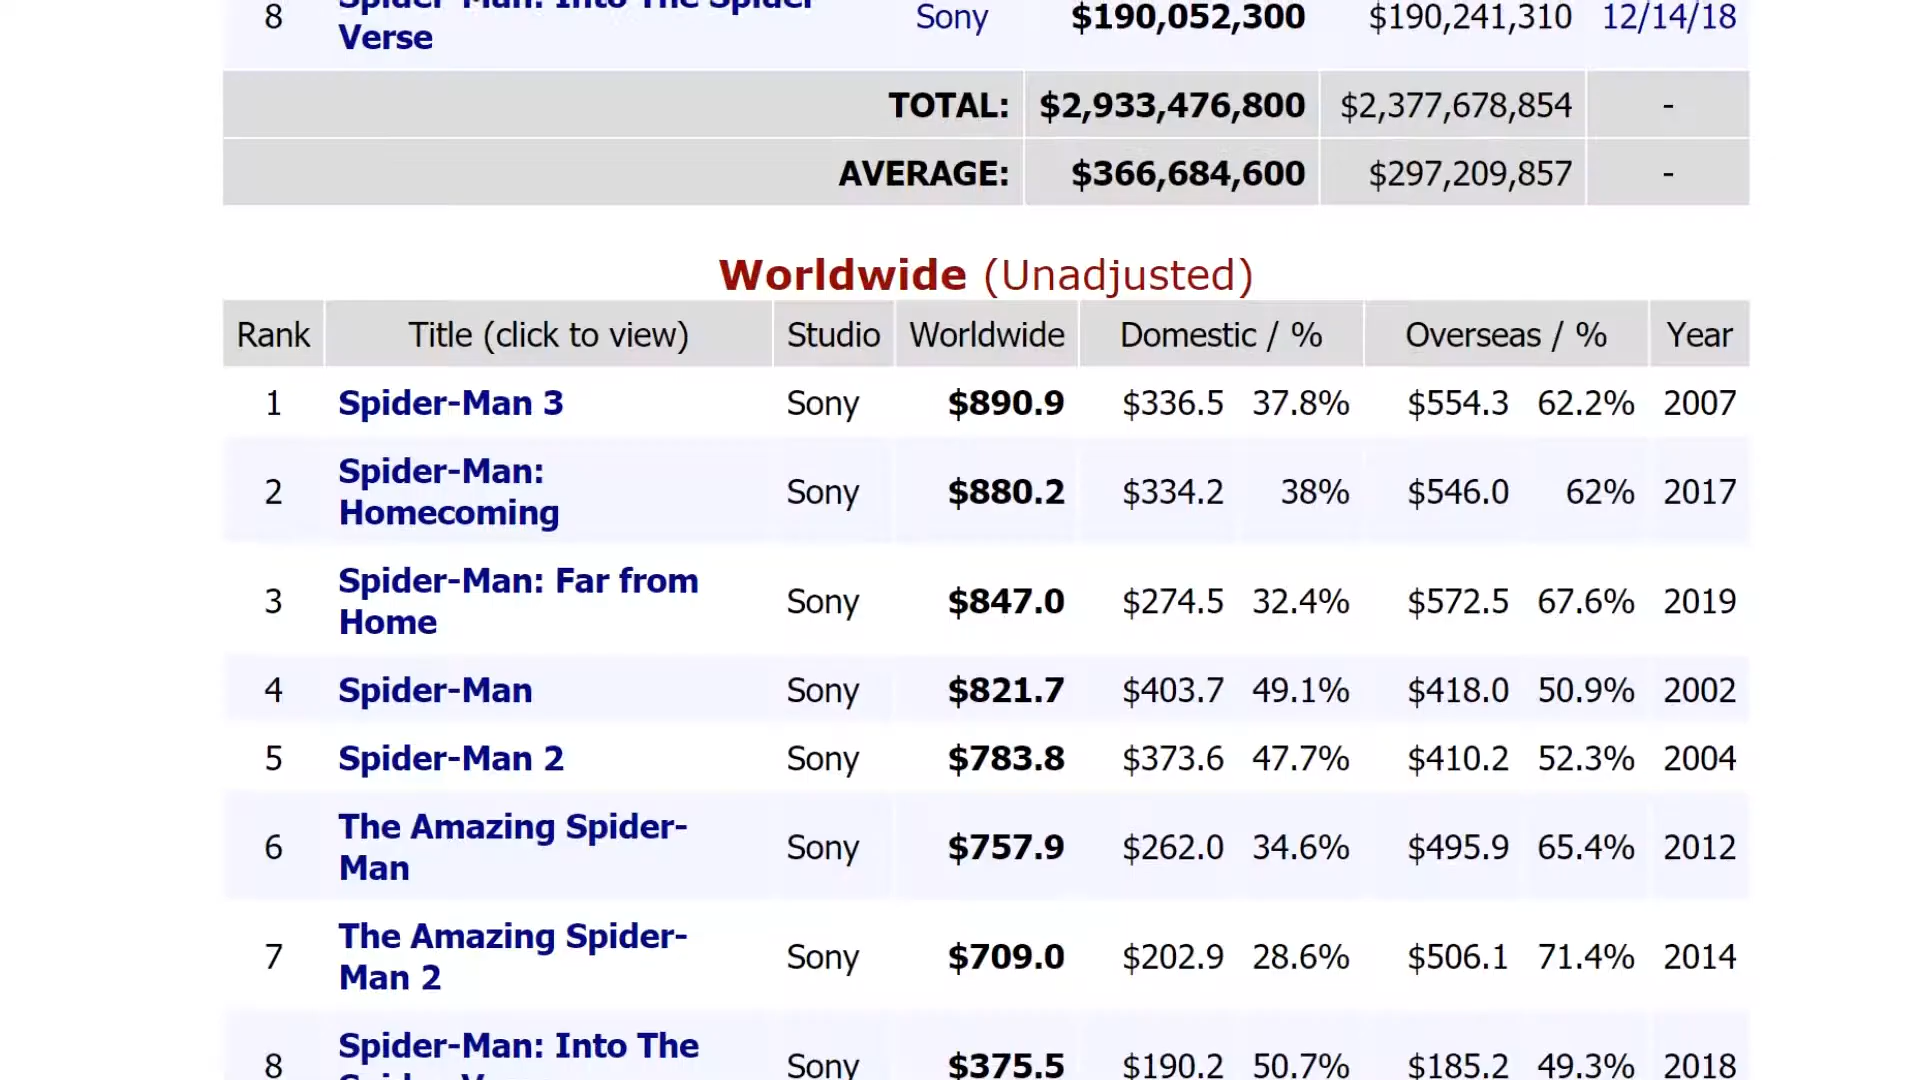 8 Spider-Man: Into The Spider Sony $190,052,300 $190,241,310 12/14/18
Verse
TOTAL: $2,933,476,800 $2,377,678,854 -
AVERAGE: $366,684,600 $297,209,857 -
Worldwide (Unadjusted)
Rank Title (click to view) Studio Worldwide Domestic / % Overseas / % Year
1 Spider-Man 3 Sony $890.9 $336.5 37.8% $554.3 62.2% 2007
2 Spider-Man: Sony $880.2 $334.2 38% $546.0 62% 2017
Homecoming
3 Spider-Man: Far from Sony $847.0 $274.5 32.4% $572.5 67.6% 2019
Home
4 Spider-Man Sony $821.7 $403.7 49.1% $418.0 50.9% 2002
5 Spider-Man 2 Sony $783.8 $373.6 47.7% $410.2 52.3% 2004
6 The Amazing Spider- Sony $757.9 $262.0 34.6% $495.9 65.4% 2012
Man
7 The Amazing Spider- Sony $709.0 $202.9 28.6% $506.1 71.4% 2014
Man 2
8 Spider-Man: Into The Sony $375.5 $190.2 50.7% $185.2 49.3% 2018